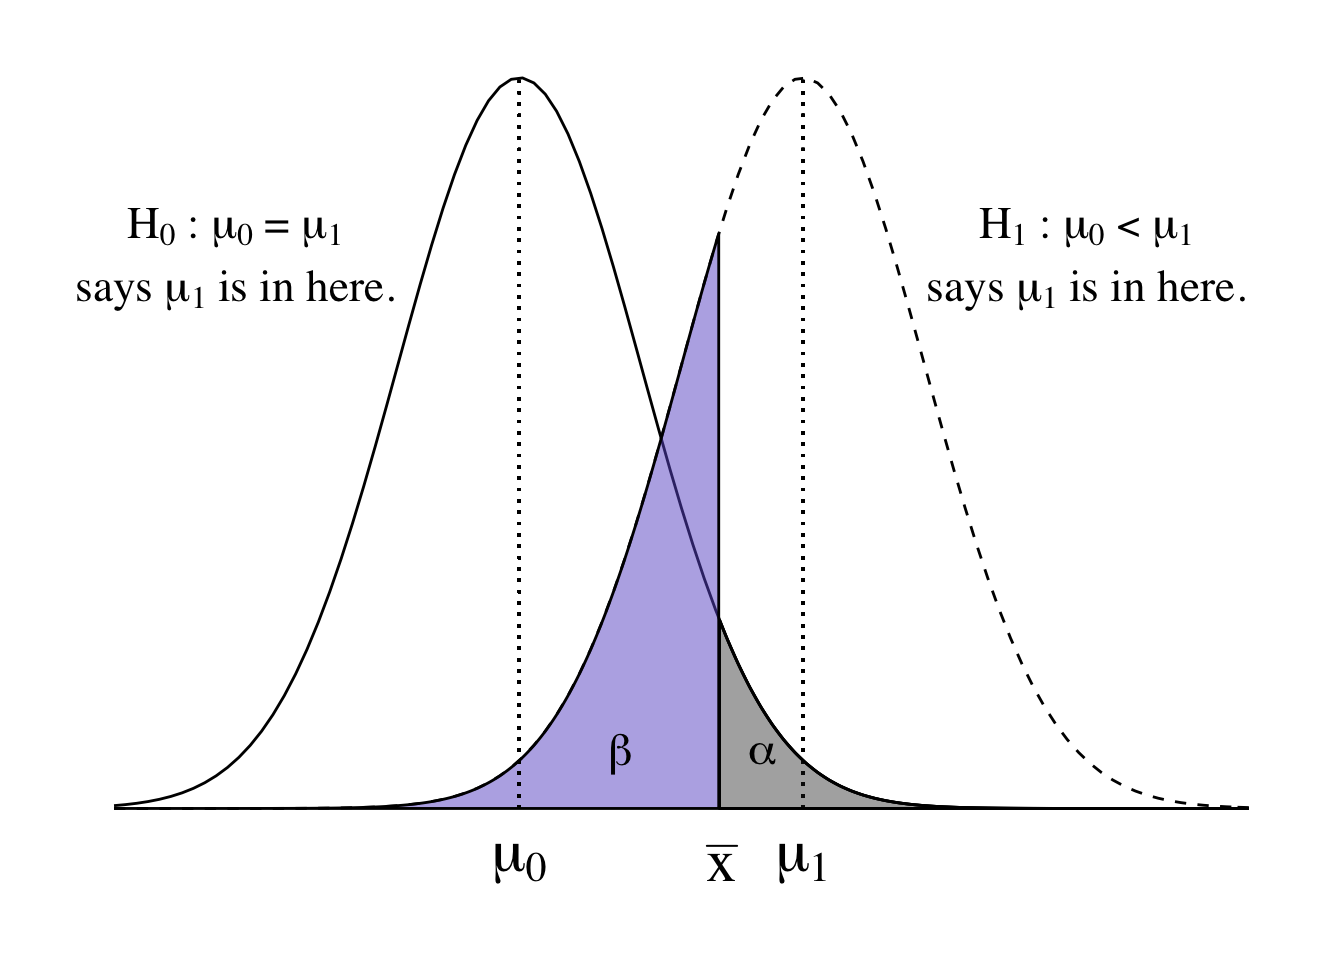 H₀ : μ₀ = μ₁
says μ₁ is in here.
H₁ : μ₀ < μ₁
says μ₁ is in here.
β
α
μ₀
x̄
μ₁